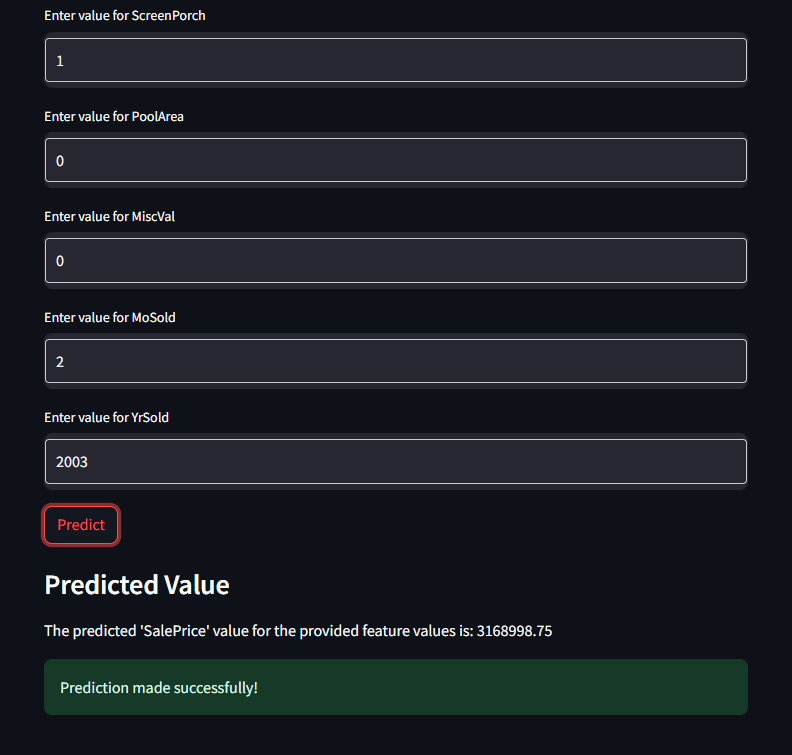 Enter value for ScreenPorch
1
Enter value for PoolArea
0
Enter value for MiscVal
0
Enter value for MoSold
2
Enter value for YrSold
2003
Predict
Predicted Value
The predicted 'SalePrice' value for the provided feature values is: 3168998.75
Prediction made successfully!